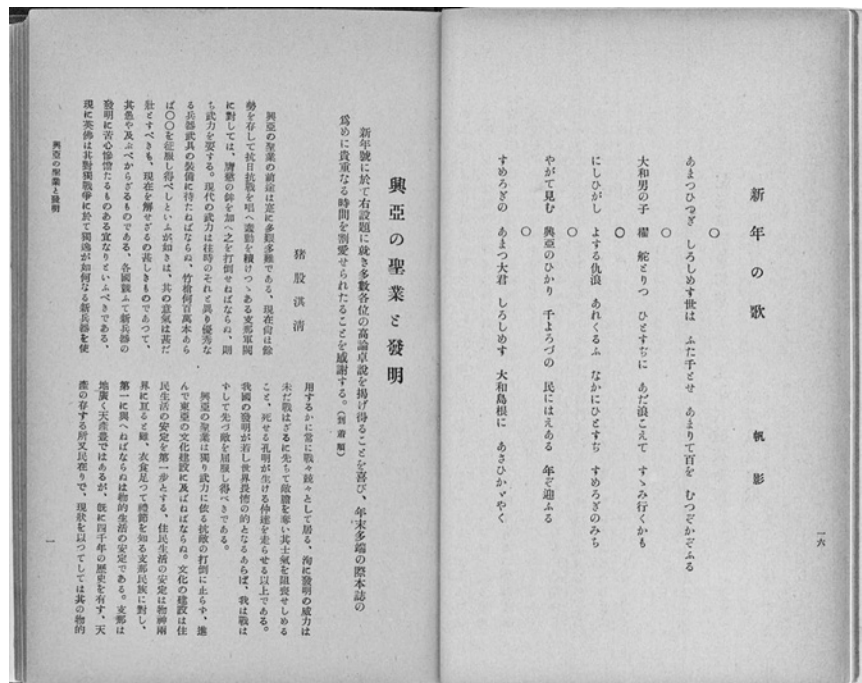 一六
新年の歌
帆影
あまつひつぎ しろしめす世は ふた千とせ あまりて百を むつぞかぞふる
○
大和男の子 櫂 舵とりつ ひとすぢに あだ浪こえて すゝみ行くかも
○
にしひがし よする仇浪 あれくるふ なかにひとすぢ すめろぎのみち
○
やがて見む 興亞のひかり 千よろづの 民にはえある 年ぞ迎ふる
○
すめろぎの あまつ大君 しろしめす 大和島根に あさひかゞやく
興亞の聖業と發明
新年號に於て右設題に就き多數各位の高論卓說を揭げ得ることを喜び、年末多端の際本誌の
爲めに貴重なる時間を割愛せられたることを感謝する。(到着順)
猪股淇清
興亞の聖業の前途は寔に多艱多難である、現在尙ほ餘
勢を存して抗日抗戰を唱へ蠢動を續けつゝある支那軍閥
に對しては、膺懲の鉾を加へ之を打倒せねばならぬ、則
ち武力を要する。現代の武力は往時のそれと異り優秀な
る兵器武具の裝備に待たねばならぬ、竹槍何百萬本あら
ば〇〇を征服し得べしといふが如きは、其の意氣は甚だ
壯とすべきも、現在を解せざるの甚しきものであつて、
其愚や及ぶべからざるものである、各國競ふて新兵器の
發明に苦心慘憺たるものある宜なりといふべきである、
現に英佛は其對獨戰爭に於て獨逸が如何なる新兵器を使
用するかに常に戰々兢々として居る、洵に發明の威力は
未だ戰はざるに先ちて敵膽を奪い其士氣を阻喪せしめる
こと、死せる孔明が生ける仲達を走らせる以上である。
我國の發明が若し世界畏怖の的となるあらば、我は戰は
ずして先づ敵を屈服し得べきである。
興亞の聖業は獨り武力に依る抗敵の打倒に止らず、進
んで東亞の文化建設に及ばねばならぬ。文化の建設は住
民生活の安定を第一步とする、住民生活の安定は物神兩
界に亙ると雖、衣食足つて禮節を知る支那民族に對し、
第一に與へねばならぬは物的生活の安定である。支那は
地廣く天產豐ではあるが、既に四千年の歷史を有す、天
產の存する所又民在りで、現狀を以つてしては其の物的
興亞の聖業と發明
一